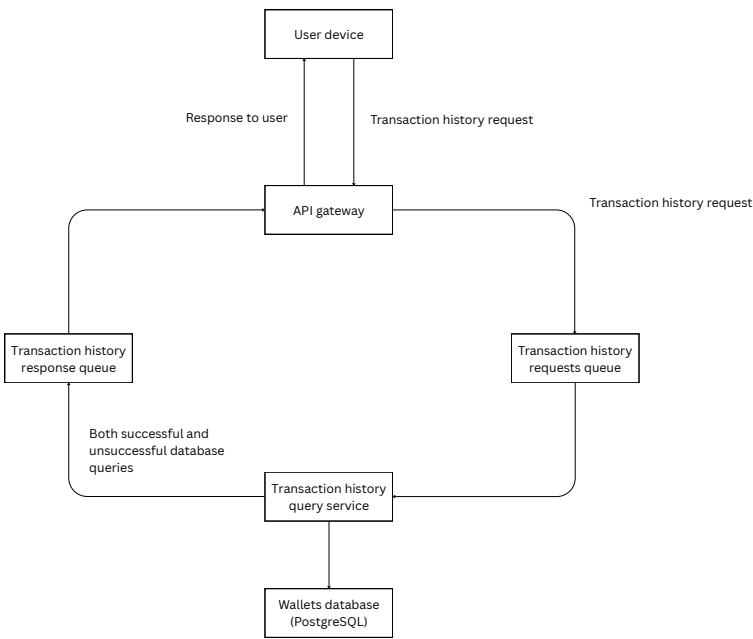 User device
Response to user
Transaction history request
API gateway
Transaction history request
Transaction history
response queue
Transaction history
requests queue
Both successful and
unsuccessful database
queries
Transaction history
query service
Wallets database
(PostgreSQL)